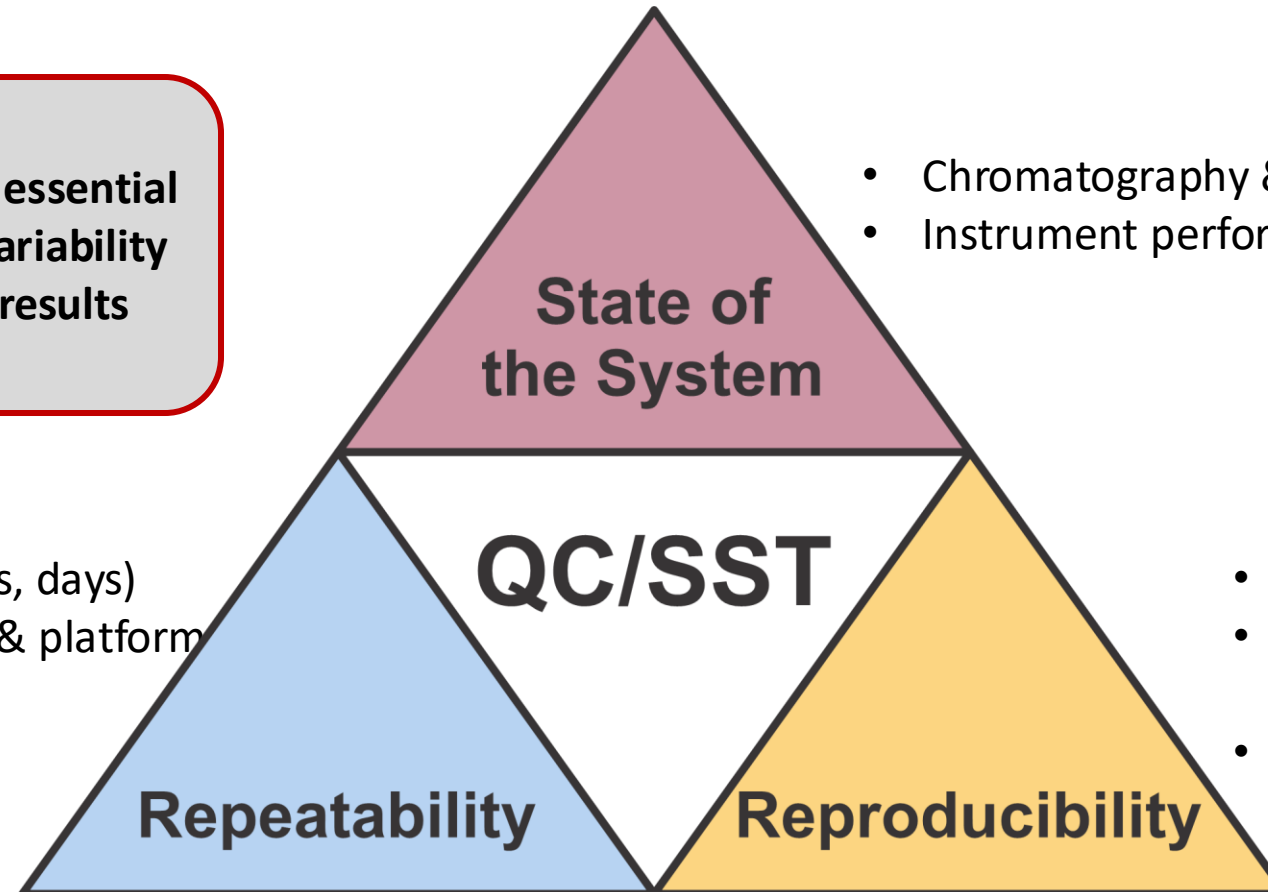 essential
ariability
results
• Chromatography &
• Instrument perfor
State of
the System
s, days)
& platform
QC/SST
•
•
•
Repeatability
Reproducibility